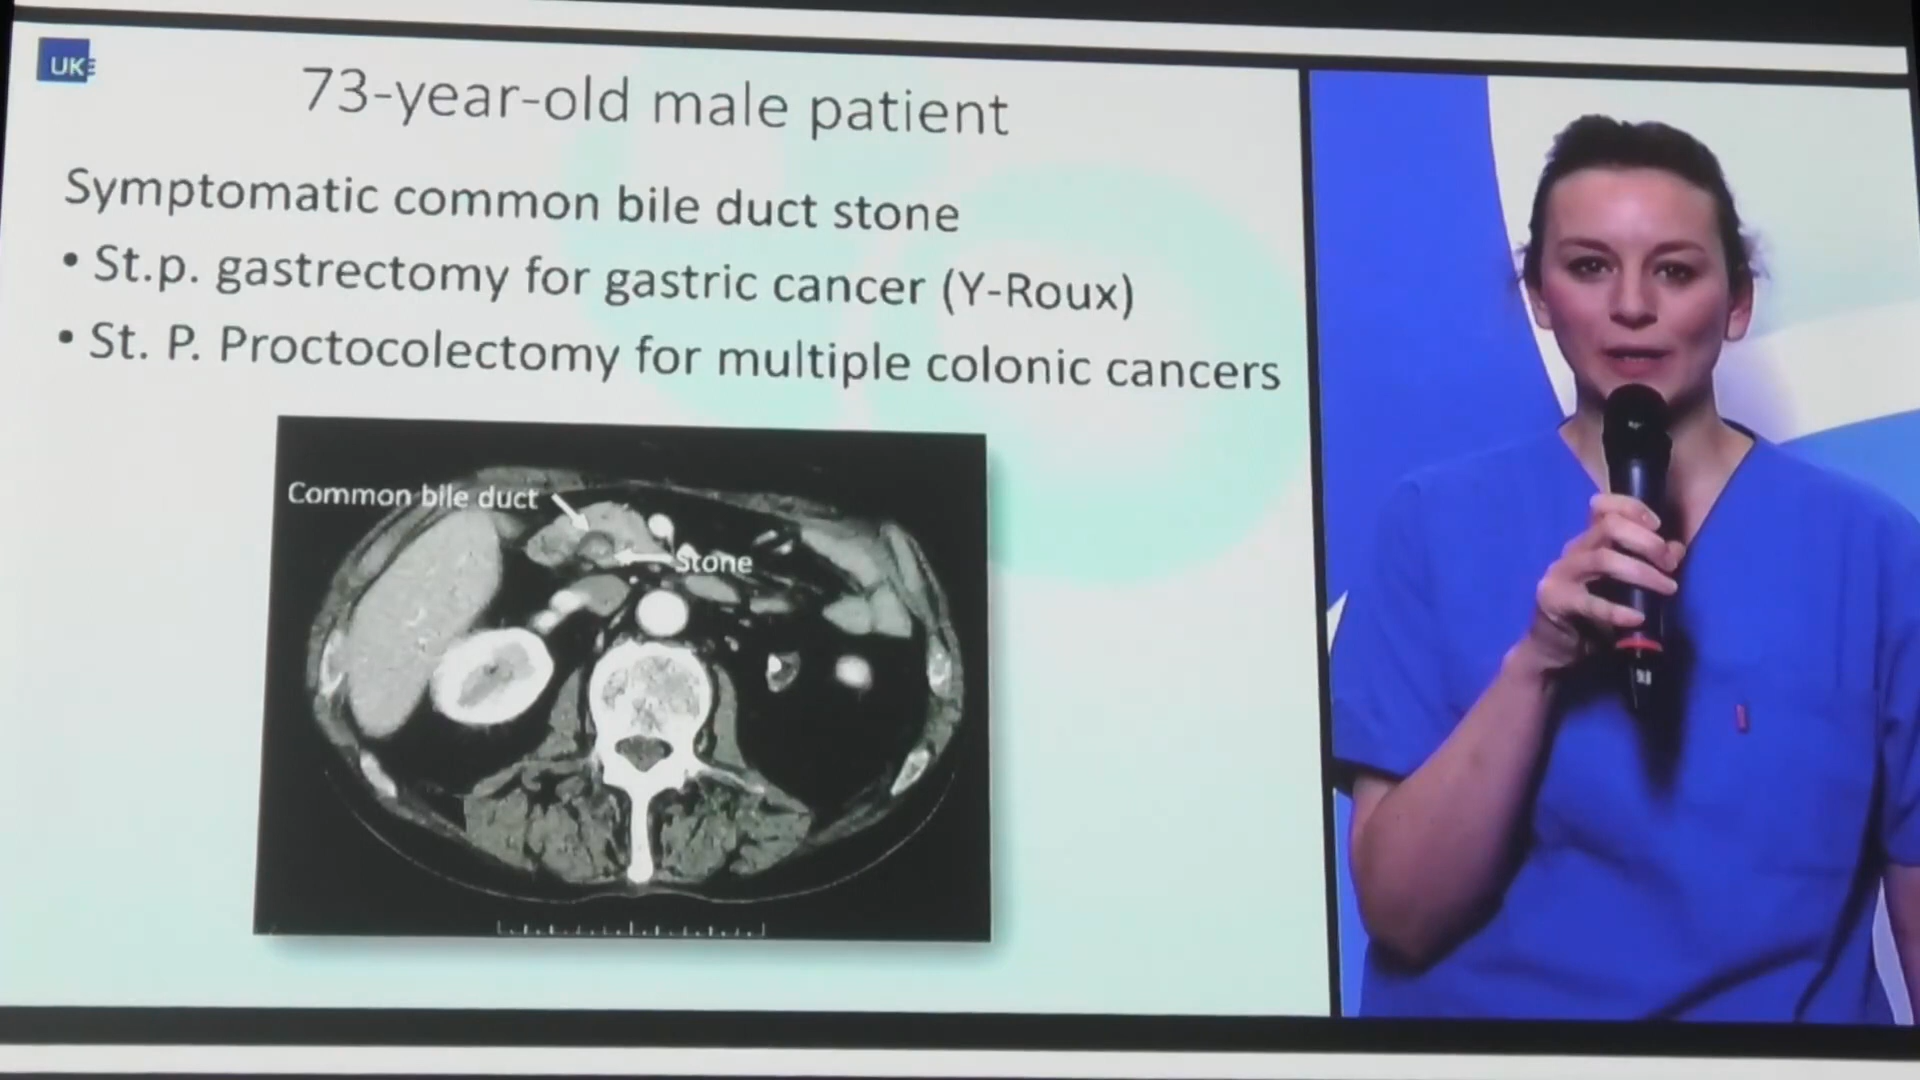 UKE
73-year-old male patient
Symptomatic common bile duct stone
• St.p. gastrectomy for gastric cancer (Y-Roux)
• St. P. Proctocolectomy for multiple colonic cancers
Common bile duct
Stone